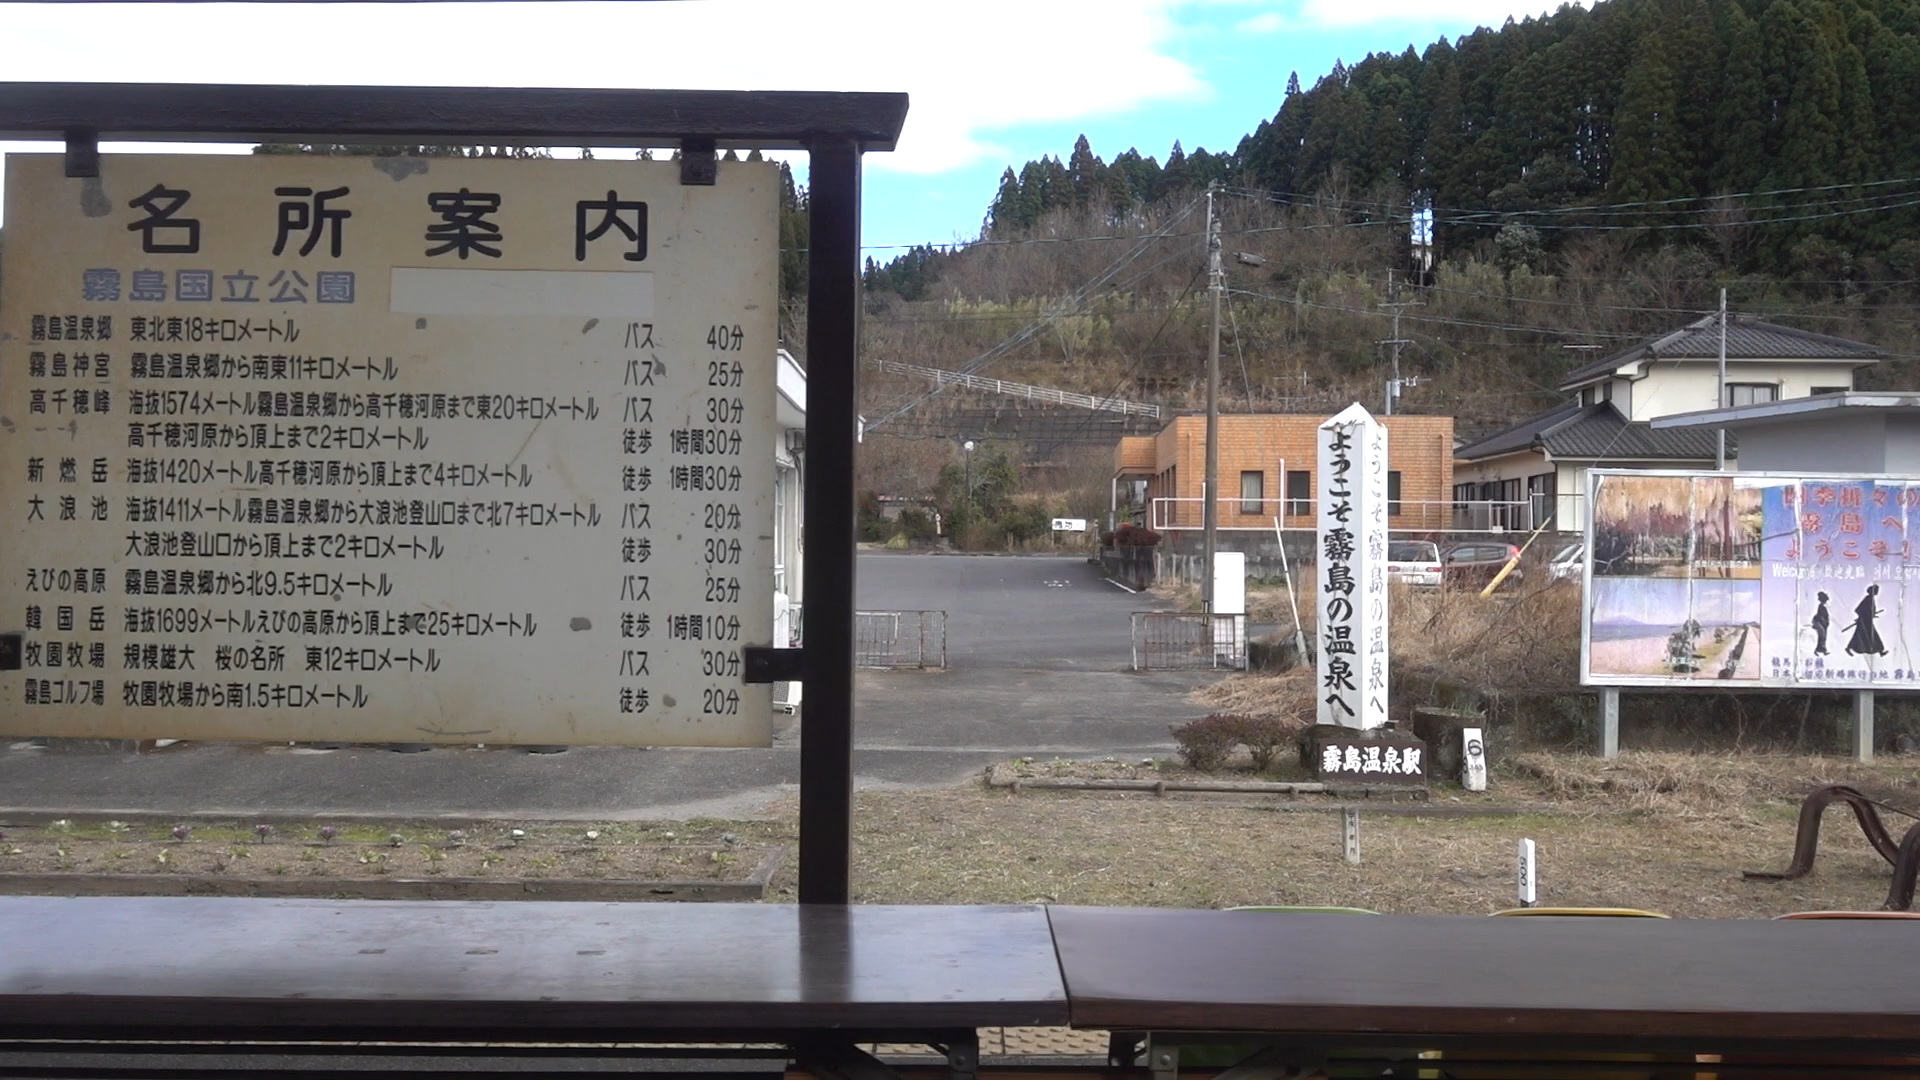 名所案内
霧島国立公園
霧島温泉郷 東北東18キロメートル バス 40分
霧島神宮 霧島温泉郷から南東11キロメートル バス 25分
高千穂峰 海抜1574メートル霧島温泉郷から高千穂河原まで東20キロメートル バス 30分
高千穂河原から頂上まで2キロメートル 徒歩 1時間30分
新燃岳 海抜1420メートル高千穂河原から頂上まで4キロメートル 徒歩 1時間30分
大浪池 海抜1411メートル霧島温泉郷から大浪池登山口まで北7キロメートル バス 20分
大浪池登山口から頂上まで2キロメートル 徒歩 30分
えびの高原 霧島温泉郷から北9.5キロメートル バス 25分
韓国岳 海抜1699メートルえびの高原から頂上まで25キロメートル 徒歩 1時間10分
牧園牧場 規模雄大 桜の名所 東12キロメートル バス 30分
霧島ゴルフ場 牧園牧場から南1.5キロメートル 徒歩 20分
ようこそ霧島の温泉へ
ようこそ霧島の温泉へ
霧島温泉駅
6
500
四季折々の
霧島へ
ようこそ!
Welcome